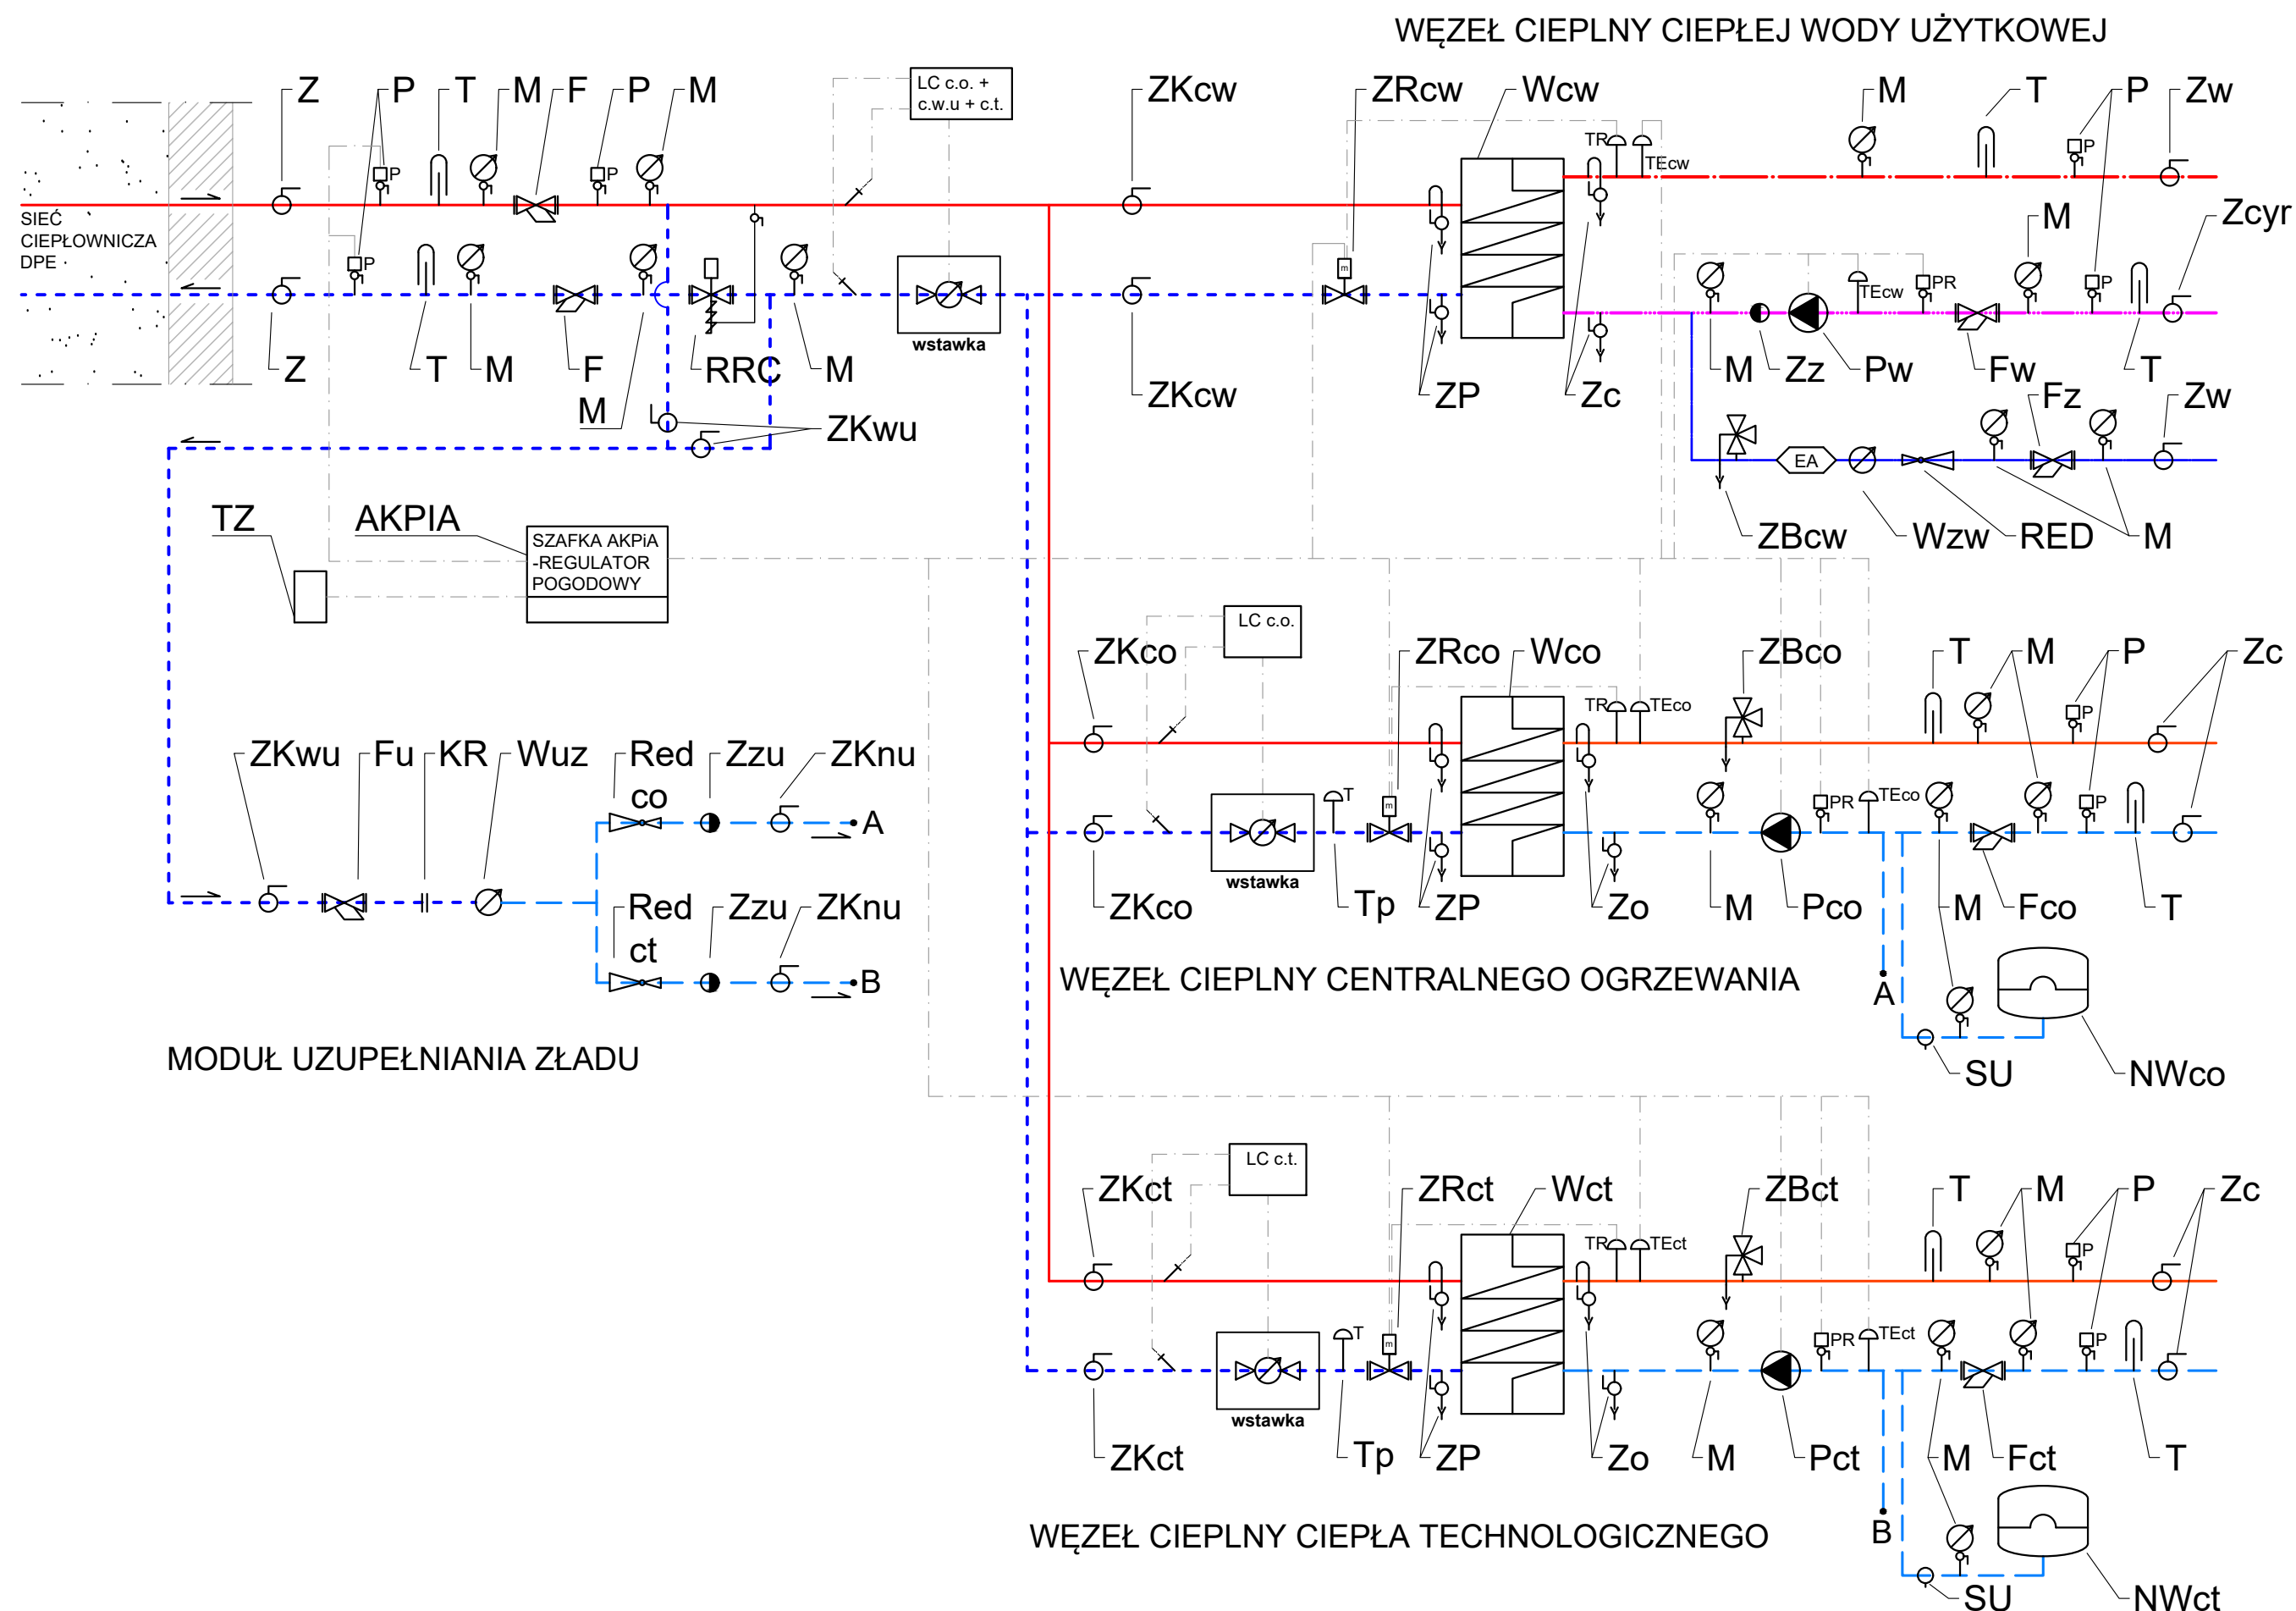 WĘZEŁ CIEPLNY CIEPŁEJ WODY UŻYTKOWEJ
Z P T M F P M
LC c.o. +
c.w.u + c.t.
ZKcw ZRcw Wcw M T P Zw
P P TR TEcw P
SIEĆ
CIEPŁOWNICZA
DPE
M Zcyr
P m TEcw PR P
wstawka
Z T M F RRC M ZKcw ZP Zc M Zz Pw Fw T
M Fz Zw
ZKwu
EA
TZ AKPIA
SZAFKA AKPiA
-REGULATOR
POGODOWY
ZBcw Wzw RED M
LC c.o.
ZKco ZRco Wco ZBco T M P Zc
TR TEco P
ZKwu Fu KR Wuz Red Zzu ZKnu
co
T m PR TEco P
A
wstawka
Red Zzu ZKnu
ct
ZKco Tp ZP Zo M Pco M Fco T
B
WĘZEŁ CIEPLNY CENTRALNEGO OGRZEWANIA
A
MODUŁ UZUPEŁNIANIA ZŁADU
SU NWco
LC c.t.
ZKct ZRct Wct ZBct T M P Zc
TR TEct P
T m PR TEct P
wstawka
ZKct Tp ZP Zo M Pct M Fct T
WĘZEŁ CIEPLNY CIEPŁA TECHNOLOGICZNEGO
B
SU NWct